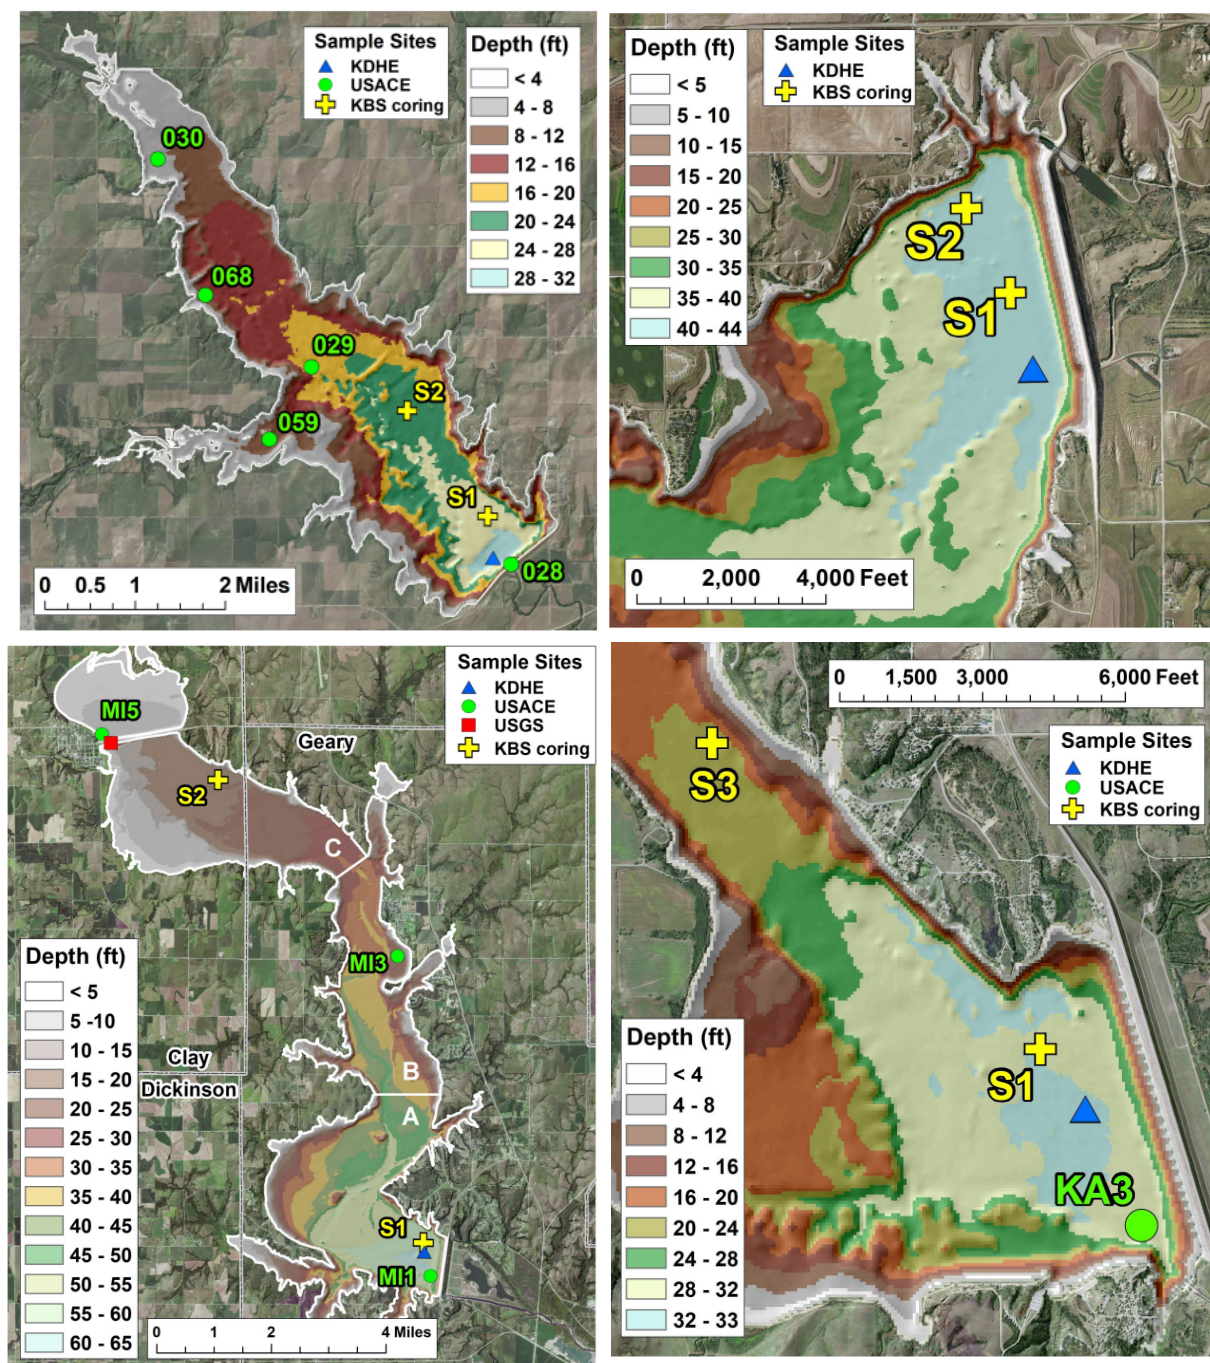 Sample Sites
KDHE
USACE
KBS coring
Depth (ft)
< 4
4 - 8
8 - 12
12 - 16
16 - 20
20 - 24
24 - 28
28 - 32
030
068
029
S2
059
S1
028
0 0.5 1 2 Miles
Depth (ft)
< 5
5 - 10
10 - 15
15 - 20
20 - 25
25 - 30
30 - 35
35 - 40
40 - 44
Sample Sites
KDHE
KBS coring
S2
S1
0 2,000 4,000 Feet
Sample Sites
KDHE
USACE
USGS
KBS coring
MI5
Geary
S2
C
MI3
Clay
Dickinson
B
A
S1
MI1
Depth (ft)
< 5
5 -10
10 - 15
15 - 20
20 - 25
25 - 30
30 - 35
35 - 40
40 - 45
45 - 50
50 - 55
55 - 60
60 - 65
0 1 2 4 Miles
0 1,500 3,000 6,000 Feet
Sample Sites
KDHE
USACE
KBS coring
S3
S1
KA3
Depth (ft)
< 4
4 - 8
8 - 12
12 - 16
16 - 20
20 - 24
24 - 28
28 - 32
32 - 33